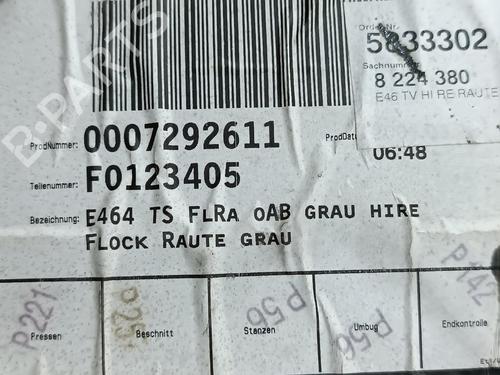 Order Nr.
5833302
Sachnummer
8 224 380
E46 TV HI RE RAUTE
ProdNummer: 0007292611
ProdDate
06:48
Teilenummer: F0123405
Bezeichnung: E464 TS FLRA OAB GRAU HIRE
FLOCK RAUTE GRAU
P221
P23
P56
P56
P142
Pressen
Beschnitt
Stanzen
Umbug
Endkontrolle
B-PARTS